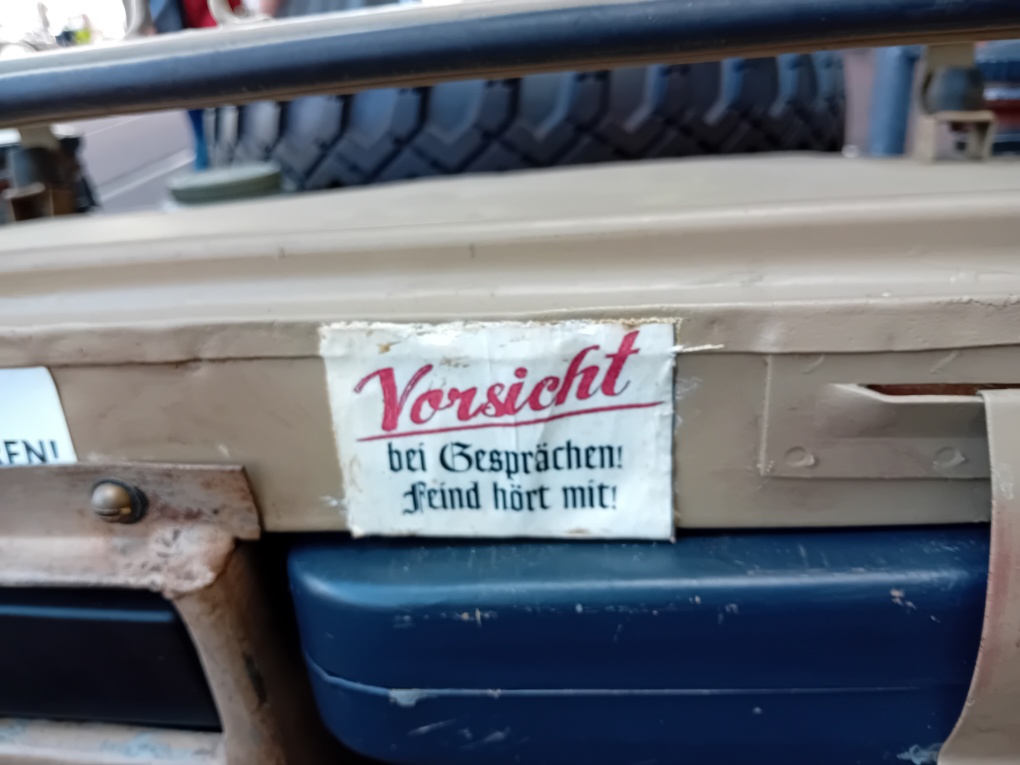 Vorsicht
bei Gesprächen!
Feind hört mit!